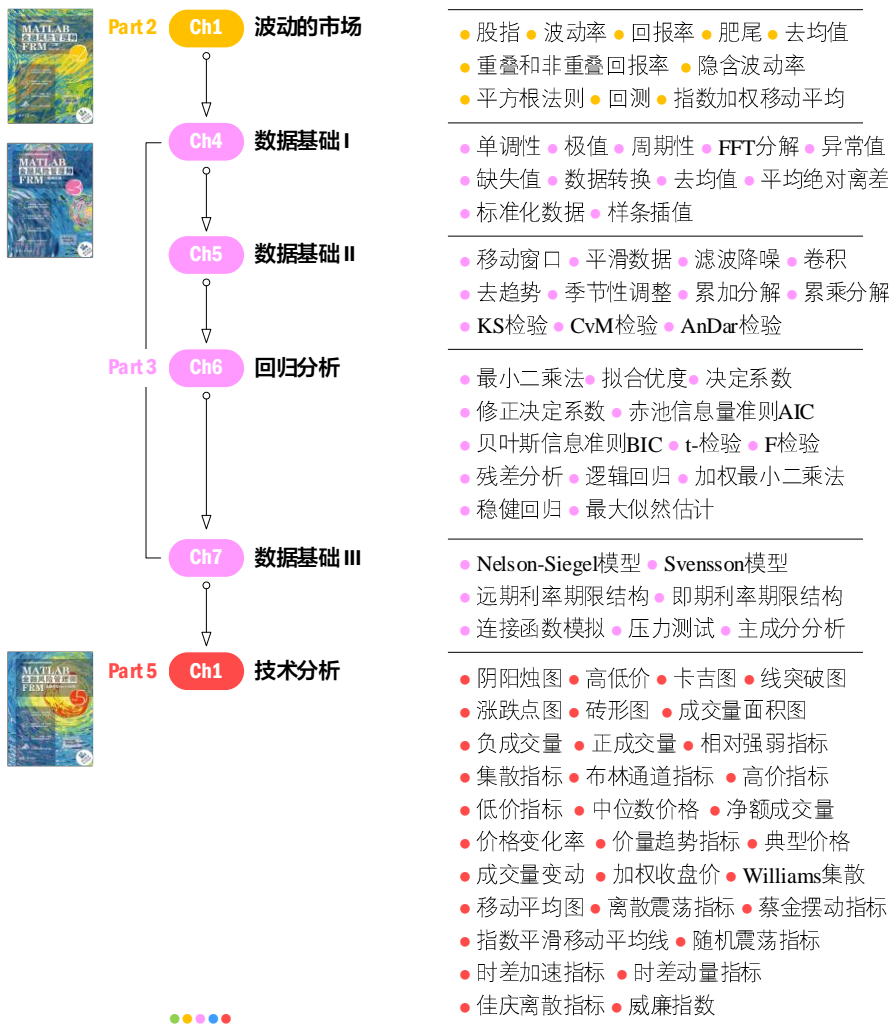 Part 2 Ch1 波动的市场
● 股指 ● 波动率 ● 回报率 ● 肥尾 ● 去均值
● 重叠和非重叠回报率 ● 隐含波动率
● 平方根法则 ● 回测 ● 指数加权移动平均
MATLAB
金融风险管理师
FRM
Ch4 数据基础 I
● 单调性 ● 极值 ● 周期性 ● FFT分解 ● 异常值
● 缺失值 ● 数据转换 ● 去均值 ● 平均绝对离差
● 标准化数据 ● 样条插值
MATLAB
金融风险管理师
FRM
Ch5 数据基础 II
● 移动窗口 ● 平滑数据 ● 滤波降噪 ● 卷积
● 去趋势 ● 季节性调整 ● 累加分解 ● 累乘分解
● KS检验 ● CvM检验 ● AnDar检验
Part 3 Ch6 回归分析
● 最小二乘法 ● 拟合优度 ● 决定系数
● 修正决定系数 ● 赤池信息量准则AIC
● 贝叶斯信息准则BIC ● t-检验 ● F检验
● 残差分析 ● 逻辑回归 ● 加权最小二乘法
● 稳健回归 ● 最大似然估计
Ch7 数据基础 III
● Nelson-Siegel模型 ● Svensson模型
● 远期利率期限结构 ● 即期利率期限结构
● 连接函数模拟 ● 压力测试 ● 主成分分析
Part 5 Ch1 技术分析
MATLAB
金融风险管理师
FRM
● 阴阳烛图 ● 高低价 ● 卡吉图 ● 线突破图
● 涨跌点图 ● 砖形图 ● 成交量面积图
● 负成交量 ● 正成交量 ● 相对强弱指标
● 集散指标 ● 布林通道指标 ● 高价指标
● 低价指标 ● 中位数价格 ● 净额成交量
● 价格变化率 ● 价量趋势指标 ● 典型价格
● 成交量变动 ● 加权收盘价 ● Williams集散
● 移动平均图 ● 离散震荡指标 ● 蔡金摆动指标
● 指数平滑移动平均线 ● 随机震荡指标
● 时差加速指标 ● 时差动量指标
● 佳庆离散指标 ● 威廉指数